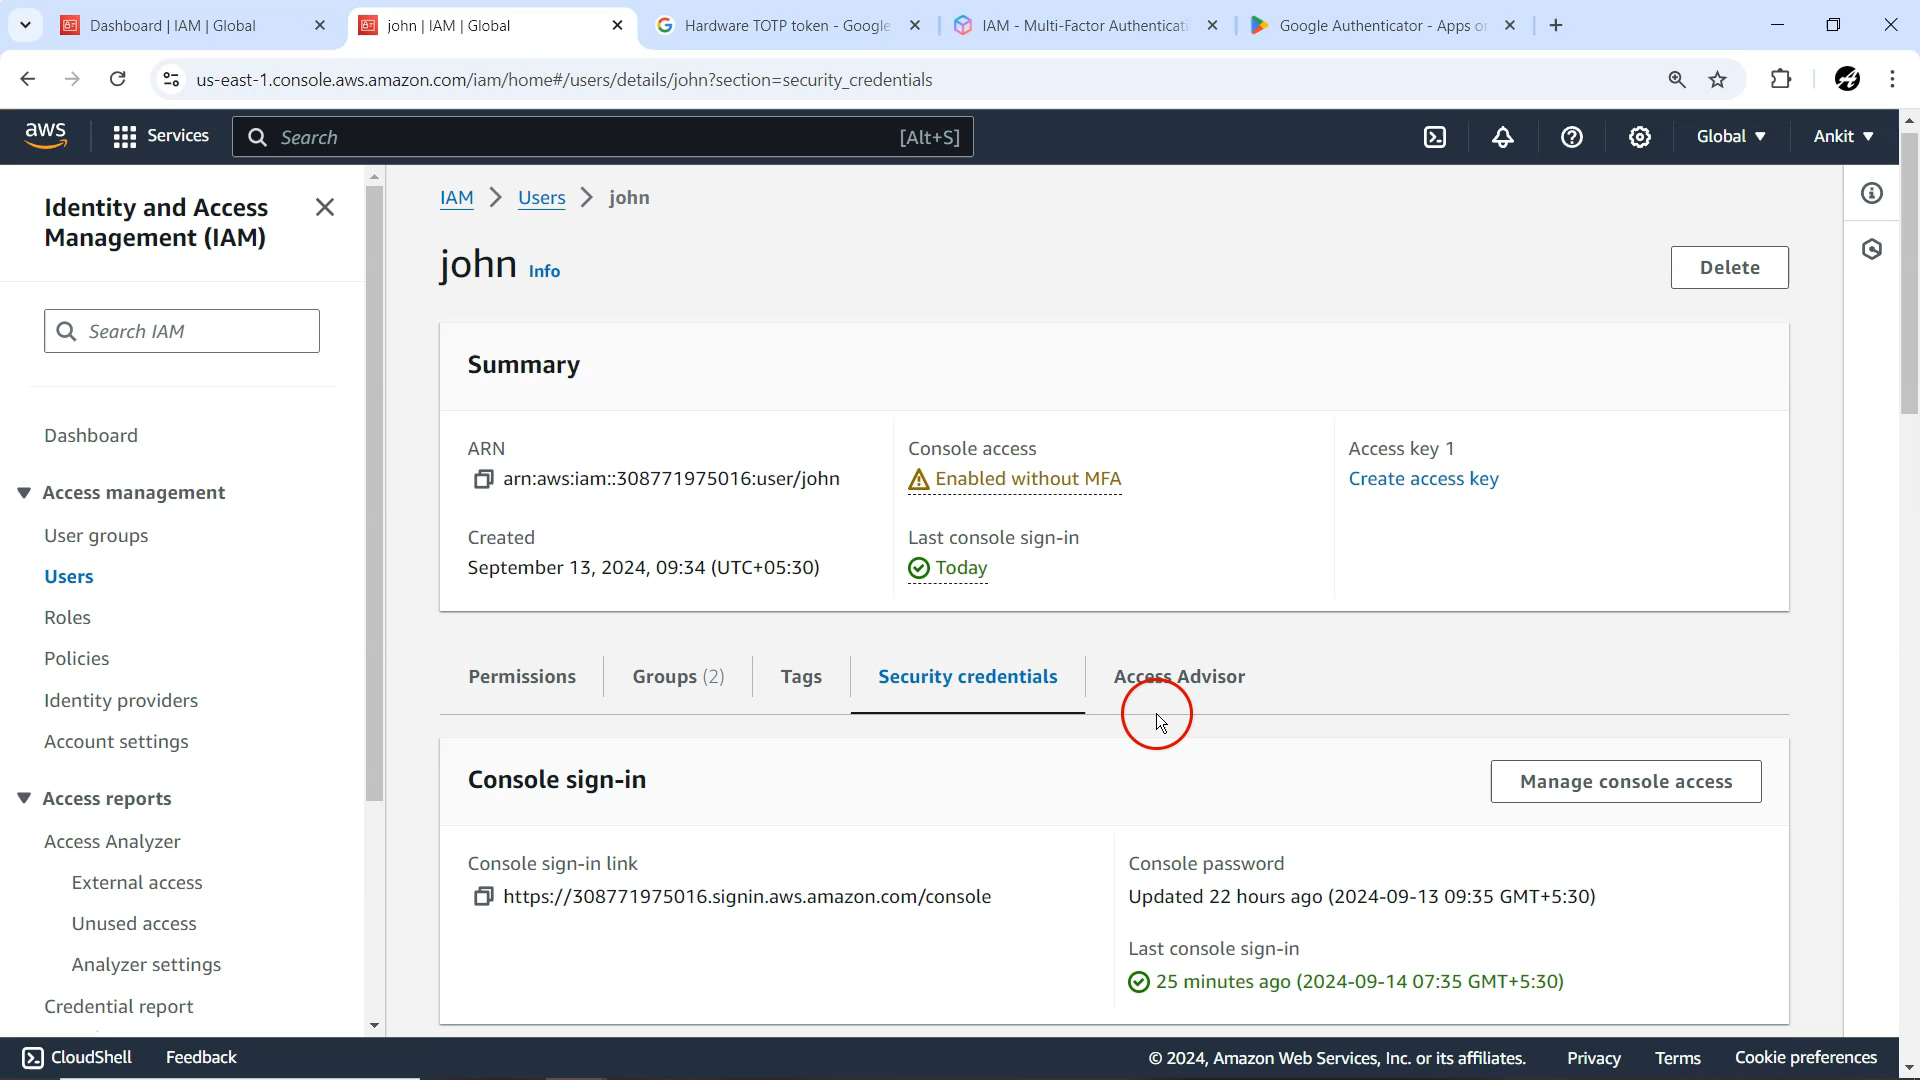 Dashboard | IAM | Global
john | IAM | Global
Hardware TOTP token - Google
IAM - Multi-Factor Authenticati
Google Authenticator - Apps o
us-east-1.console.aws.amazon.com/iam/home#/users/details/john?section=security_credentials
aws
Services
Search
[Alt+S]
Global
Ankit
Identity and Access
Management (IAM)
Search IAM
Dashboard
Access management
User groups
Users
Roles
Policies
Identity providers
Account settings
Access reports
Access Analyzer
External access
Unused access
Analyzer settings
Credential report
IAM
Users
john
john Info
Delete
Summary
ARN
arn:aws:iam::308771975016:user/john
Created
September 13, 2024, 09:34 (UTC+05:30)
Console access
Enabled without MFA
Last console sign-in
Today
Access key 1
Create access key
Permissions
Groups (2)
Tags
Security credentials
Access Advisor
Console sign-in
Manage console access
Console sign-in link
https://308771975016.signin.aws.amazon.com/console
Console password
Updated 22 hours ago (2024-09-13 09:35 GMT+5:30)
Last console sign-in
25 minutes ago (2024-09-14 07:35 GMT+5:30)
CloudShell
Feedback
© 2024, Amazon Web Services, Inc. or its affiliates.
Privacy
Terms
Cookie preferences